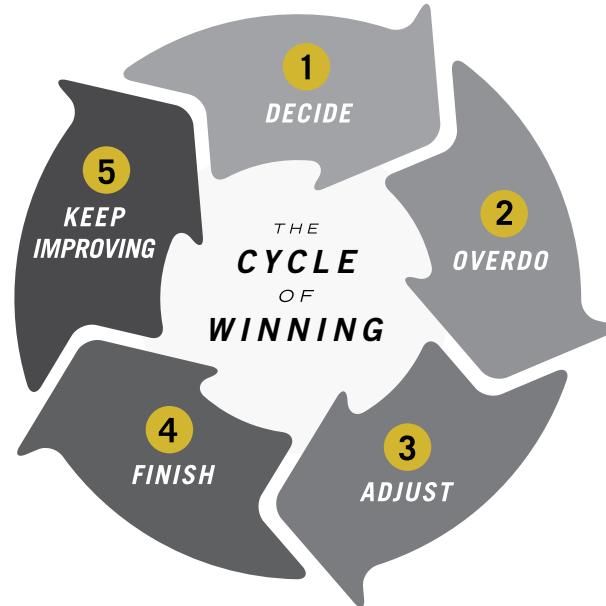 1
DECIDE
2
OVERDO
3
ADJUST
4
FINISH
5
KEEP
IMPROVING
THE
CYCLE
OF
WINNING